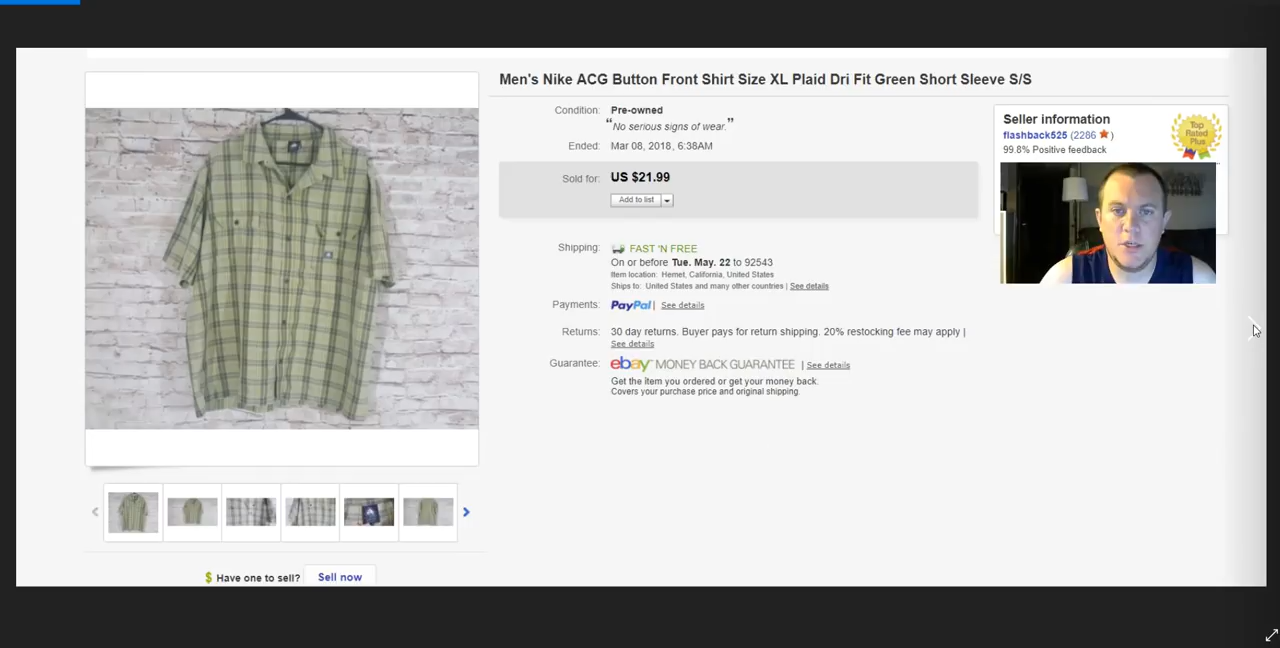 Men's Nike ACG Button Front Shirt Size XL Plaid Dri Fit Green Short Sleeve S/S
Condition: Pre-owned
“No serious signs of wear.”
Ended: Mar 08, 2018, 6:38AM
Sold for: US $21.99
Add to list
Shipping: FAST 'N FREE
On or before Tue. May. 22 to 92543
Item location: Hemet, California, United States
Ships to: United States and many other countries | See details
Payments: PayPal | See details
Returns: 30 day returns. Buyer pays for return shipping. 20% restocking fee may apply |
See details
Guarantee: ebay MONEY BACK GUARANTEE | See details
Get the item you ordered or get your money back.
Covers your purchase price and original shipping.
Seller information
flashback525 (2286 )
99.8% Positive feedback
Top
Rated
Plus
$ Have one to sell? Sell now